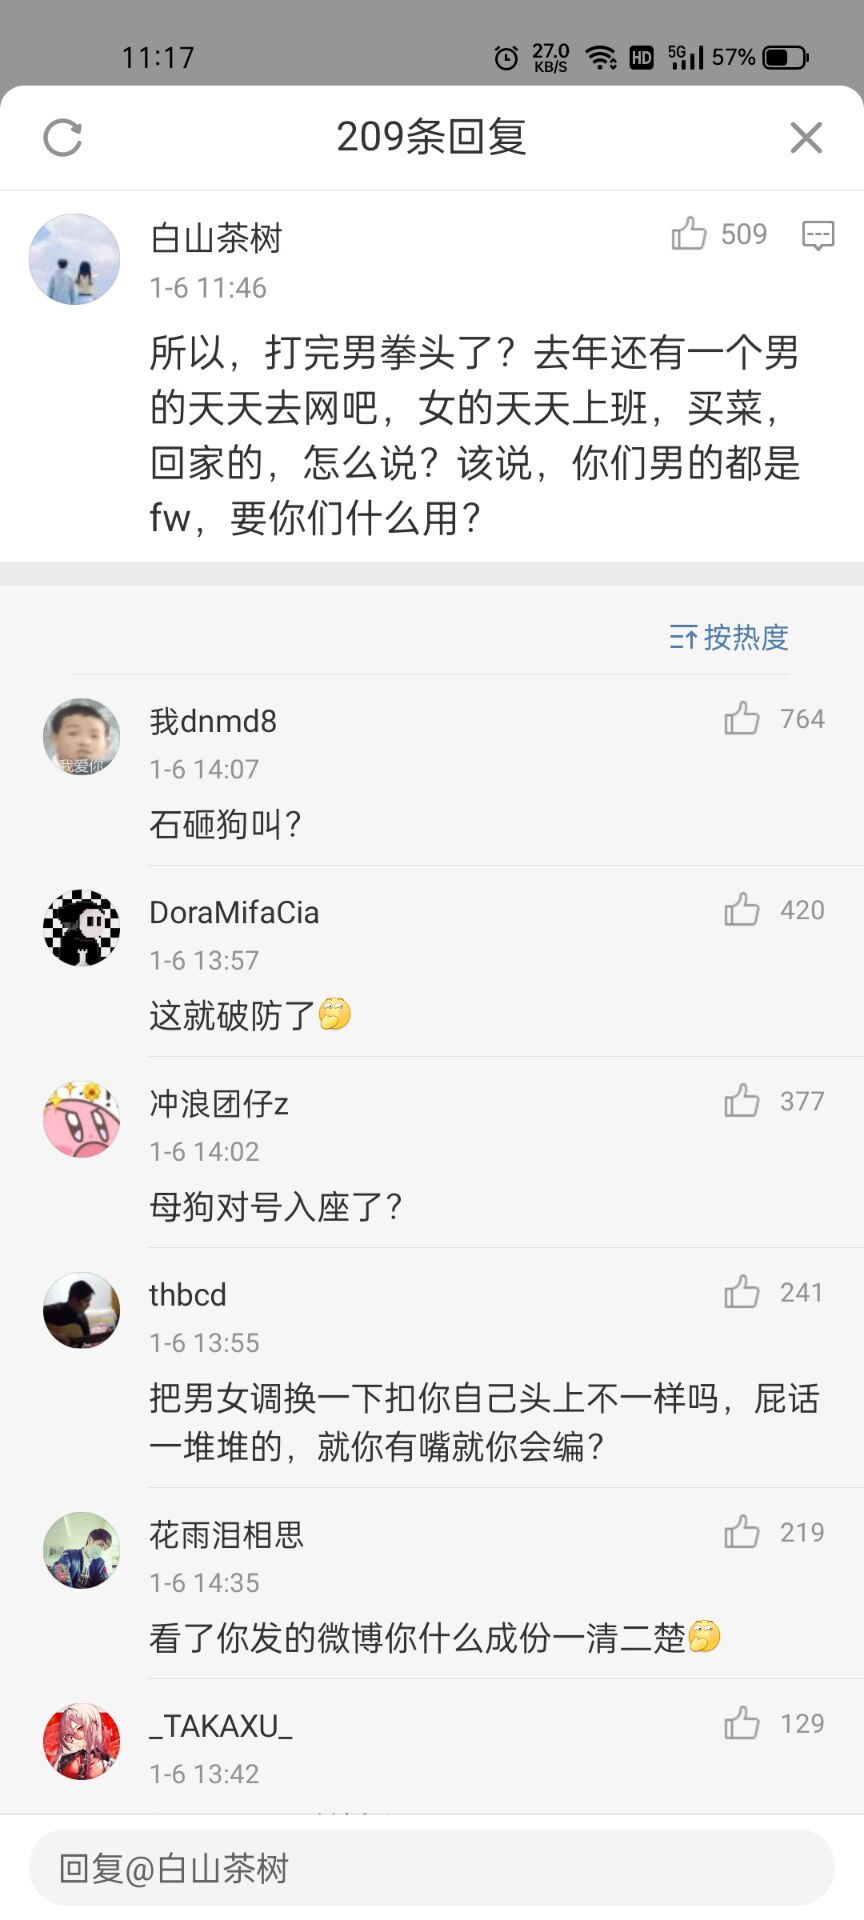 11:17
27.0
KB/S
HD
5G
57%
209条回复
白山茶树
509
1-6 11:46
所以，打完男拳头了？去年还有一个男
的天天去网吧，女的天天上班，买菜，
回家的，怎么说？该说，你们男的都是
fw，要你们什么用？
按热度
我dnmd8
764
我爱你
1-6 14:07
石砸狗叫？
DoraMifaCia
420
1-6 13:57
这就破防了
冲浪团仔z
377
1-6 14:02
母狗对号入座了？
thbcd
241
1-6 13:55
把男女调换一下扣你自己头上不一样吗，屁话
一堆堆的，就你有嘴就你会编？
花雨泪相思
219
1-6 14:35
看了你发的微博你什么成份一清二楚
_TAKAXU_
129
1-6 13:42
回复@白山茶树